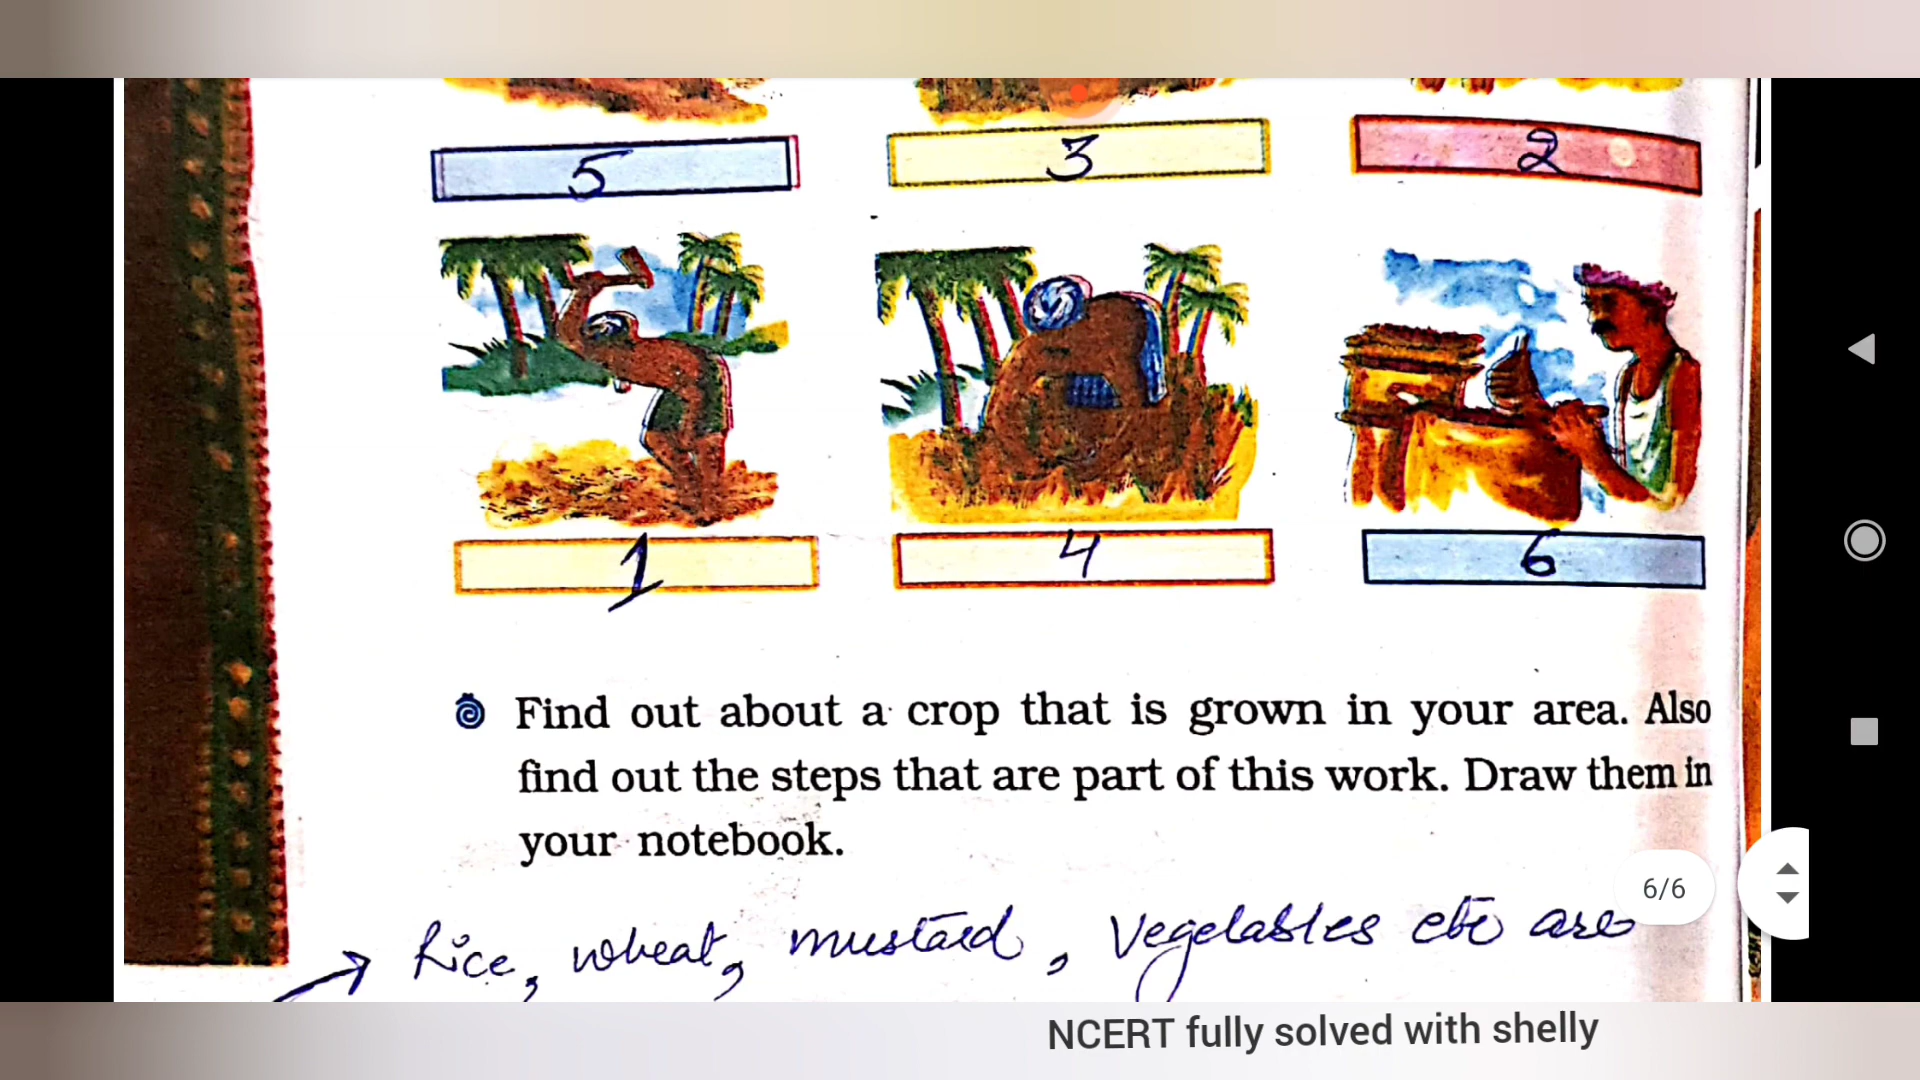 5 3 2
1 4 6
Find out about a crop that is grown in your area. Also
find out the steps that are part of this work. Draw them in
your notebook.
6/6
Rice, wheat, mustard, Vegetables etc are
NCERT fully solved with shelly